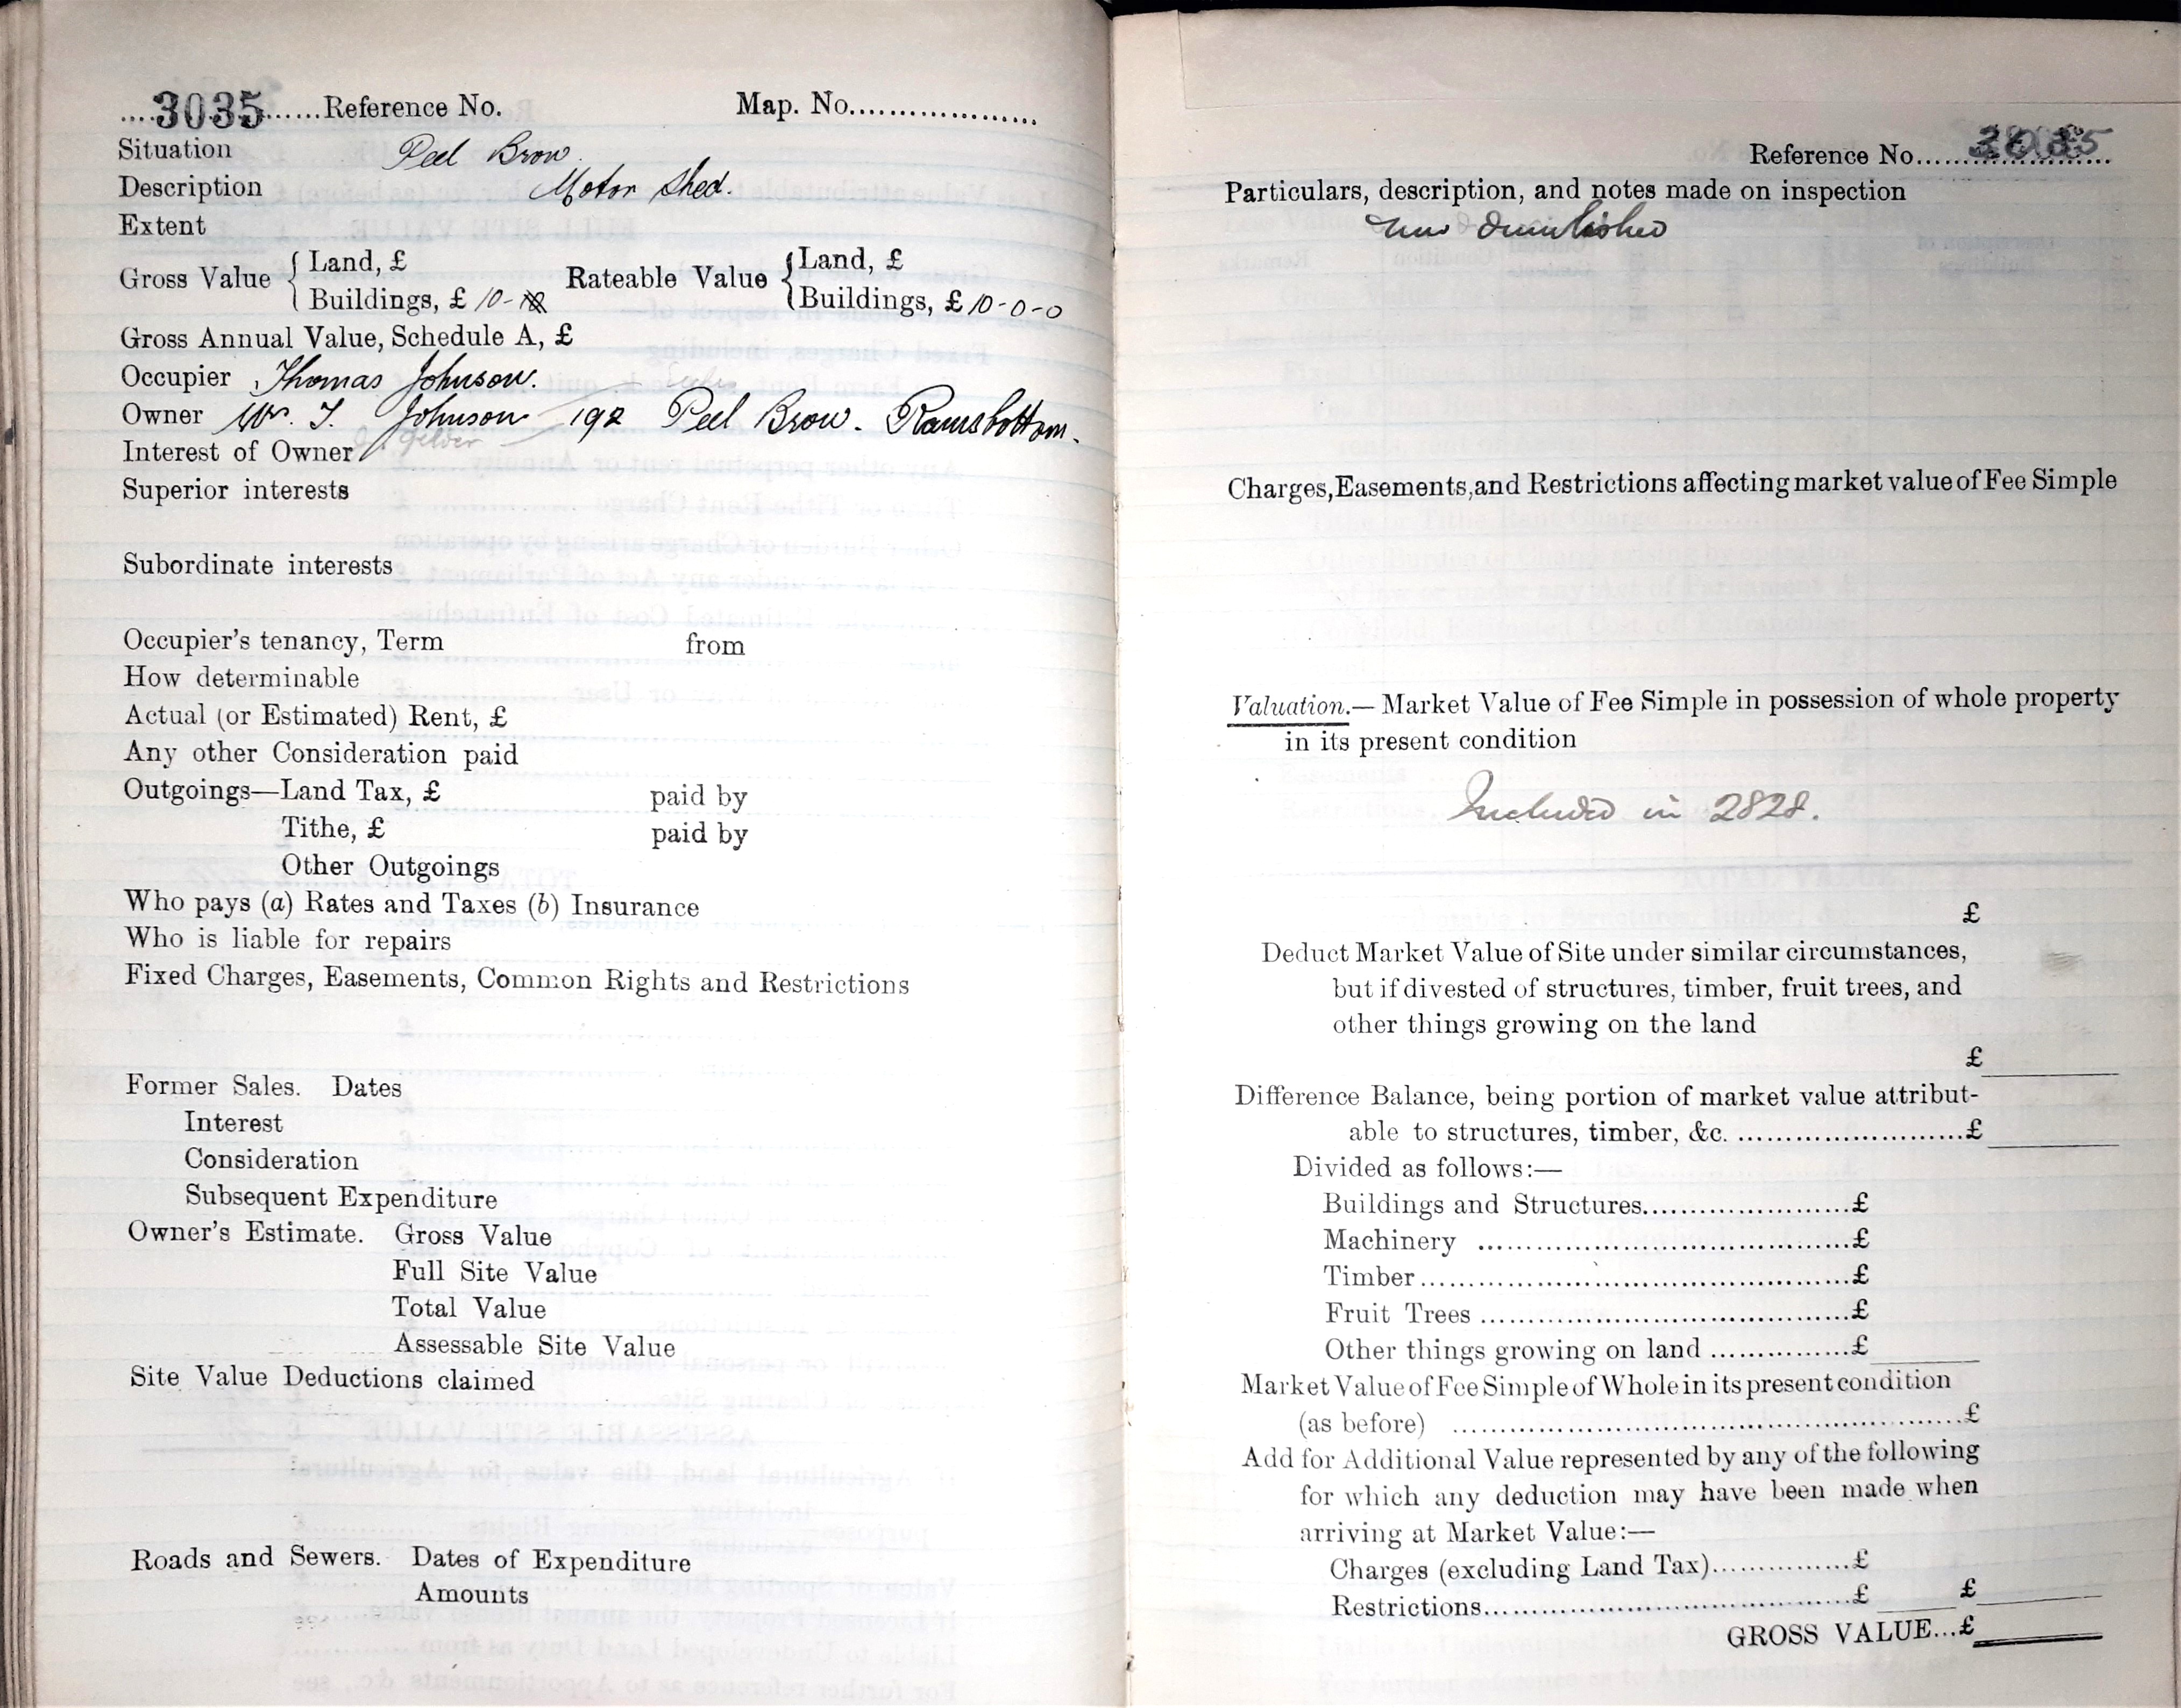 ....3035......Reference No. Map. No...................
Situation Peel Brow.
Description Motor Shed.
Extent
Gross Value { Land, £ Rateable Value { Land, £
Buildings, £ 10- Buildings, £ 10-0-0
Gross Annual Value, Schedule A, £
Occupier Thomas Johnson.
Owner Wm. T. Johnson 192 Peel Brow. Ramsbottom.
Interest of Owner
Superior interests
Subordinate interests
Occupier's tenancy, Term from
How determinable
Actual (or Estimated) Rent, £
Any other Consideration paid
Outgoings—Land Tax, £ paid by
Tithe, £ paid by
Other Outgoings
Who pays (a) Rates and Taxes (b) Insurance
Who is liable for repairs
Fixed Charges, Easements, Common Rights and Restrictions
Former Sales. Dates
Interest
Consideration
Subsequent Expenditure
Owner's Estimate. Gross Value
Full Site Value
Total Value
Assessable Site Value
Site Value Deductions claimed
Roads and Sewers. Dates of Expenditure
Amounts
Reference No.....3035
Particulars, description, and notes made on inspection
now demolished
Charges, Easements, and Restrictions affecting market value of Fee Simple
Valuation.— Market Value of Fee Simple in possession of whole property
in its present condition
Included in 2828.
£
Deduct Market Value of Site under similar circumstances,
but if divested of structures, timber, fruit trees, and
other things growing on the land
£
Difference Balance, being portion of market value attribut-
able to structures, timber, &c. ........................£
Divided as follows:—
Buildings and Structures......................£
Machinery .......................................£
Timber.............................................£
Fruit Trees .......................................£
Other things growing on land ...............£
Market Value of Fee Simple of Whole in its present condition
(as before) .......................................................£
Add for Additional Value represented by any of the following
for which any deduction may have been made when
arriving at Market Value:—
Charges (excluding Land Tax)...............£
Restrictions.......................................£ £
GROSS VALUE...£